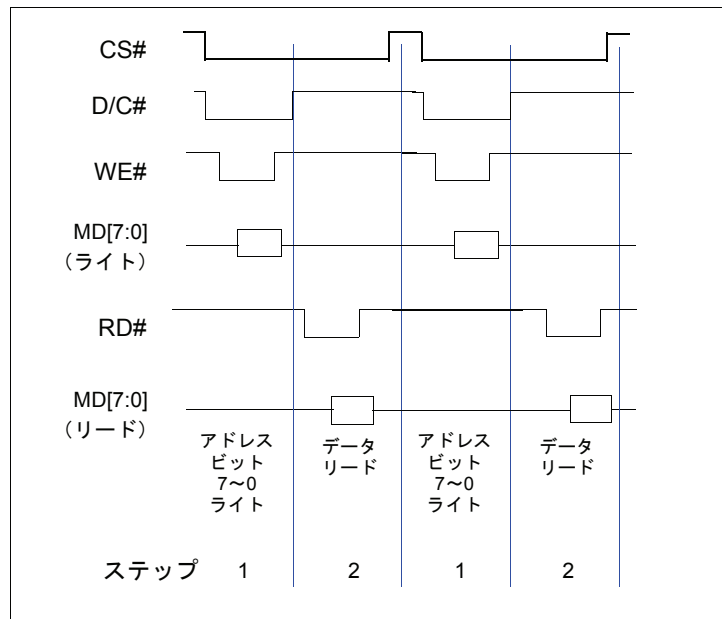 CS#
D/C#
WE#
MD[7:0]
（ライト）
RD#
MD[7:0]
（リード）
アドレス
ビット
7～0
ライト
データ
リード
アドレス
ビット
7～0
ライト
データ
リード
ステップ 1 2 1 2